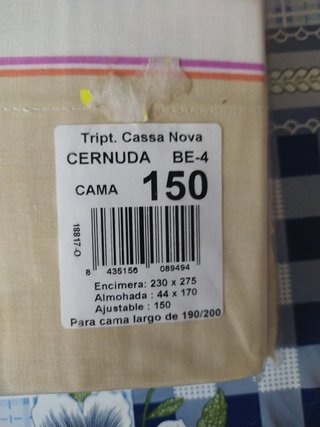 Tript. Cassa Nova
CERNUDA BE-4
CAMA 150
18817-O
8 435156 089494
Encimera: 230 x 275
Almohada : 44 x 170
Ajustable : 150
Para cama largo de 190/200